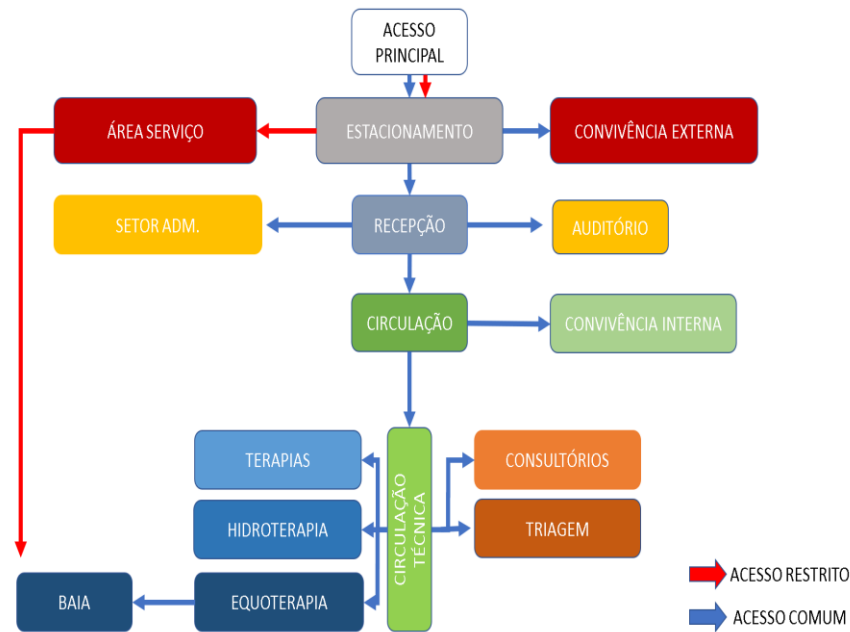 ACESSO
PRINCIPAL
ÁREA SERVIÇO
ESTACIONAMENTO
CONVIVÊNCIA EXTERNA
SETOR ADM.
RECEPÇÃO
AUDITÓRIO
CIRCULAÇÃO
CONVIVÊNCIA INTERNA
TERAPIAS
CIRCULAÇÃO
TÉCNICA
CONSULTÓRIOS
HIDROTERAPIA
TRIAGEM
BAIA
EQUOTERAPIA
ACESSO RESTRITO
ACESSO COMUM